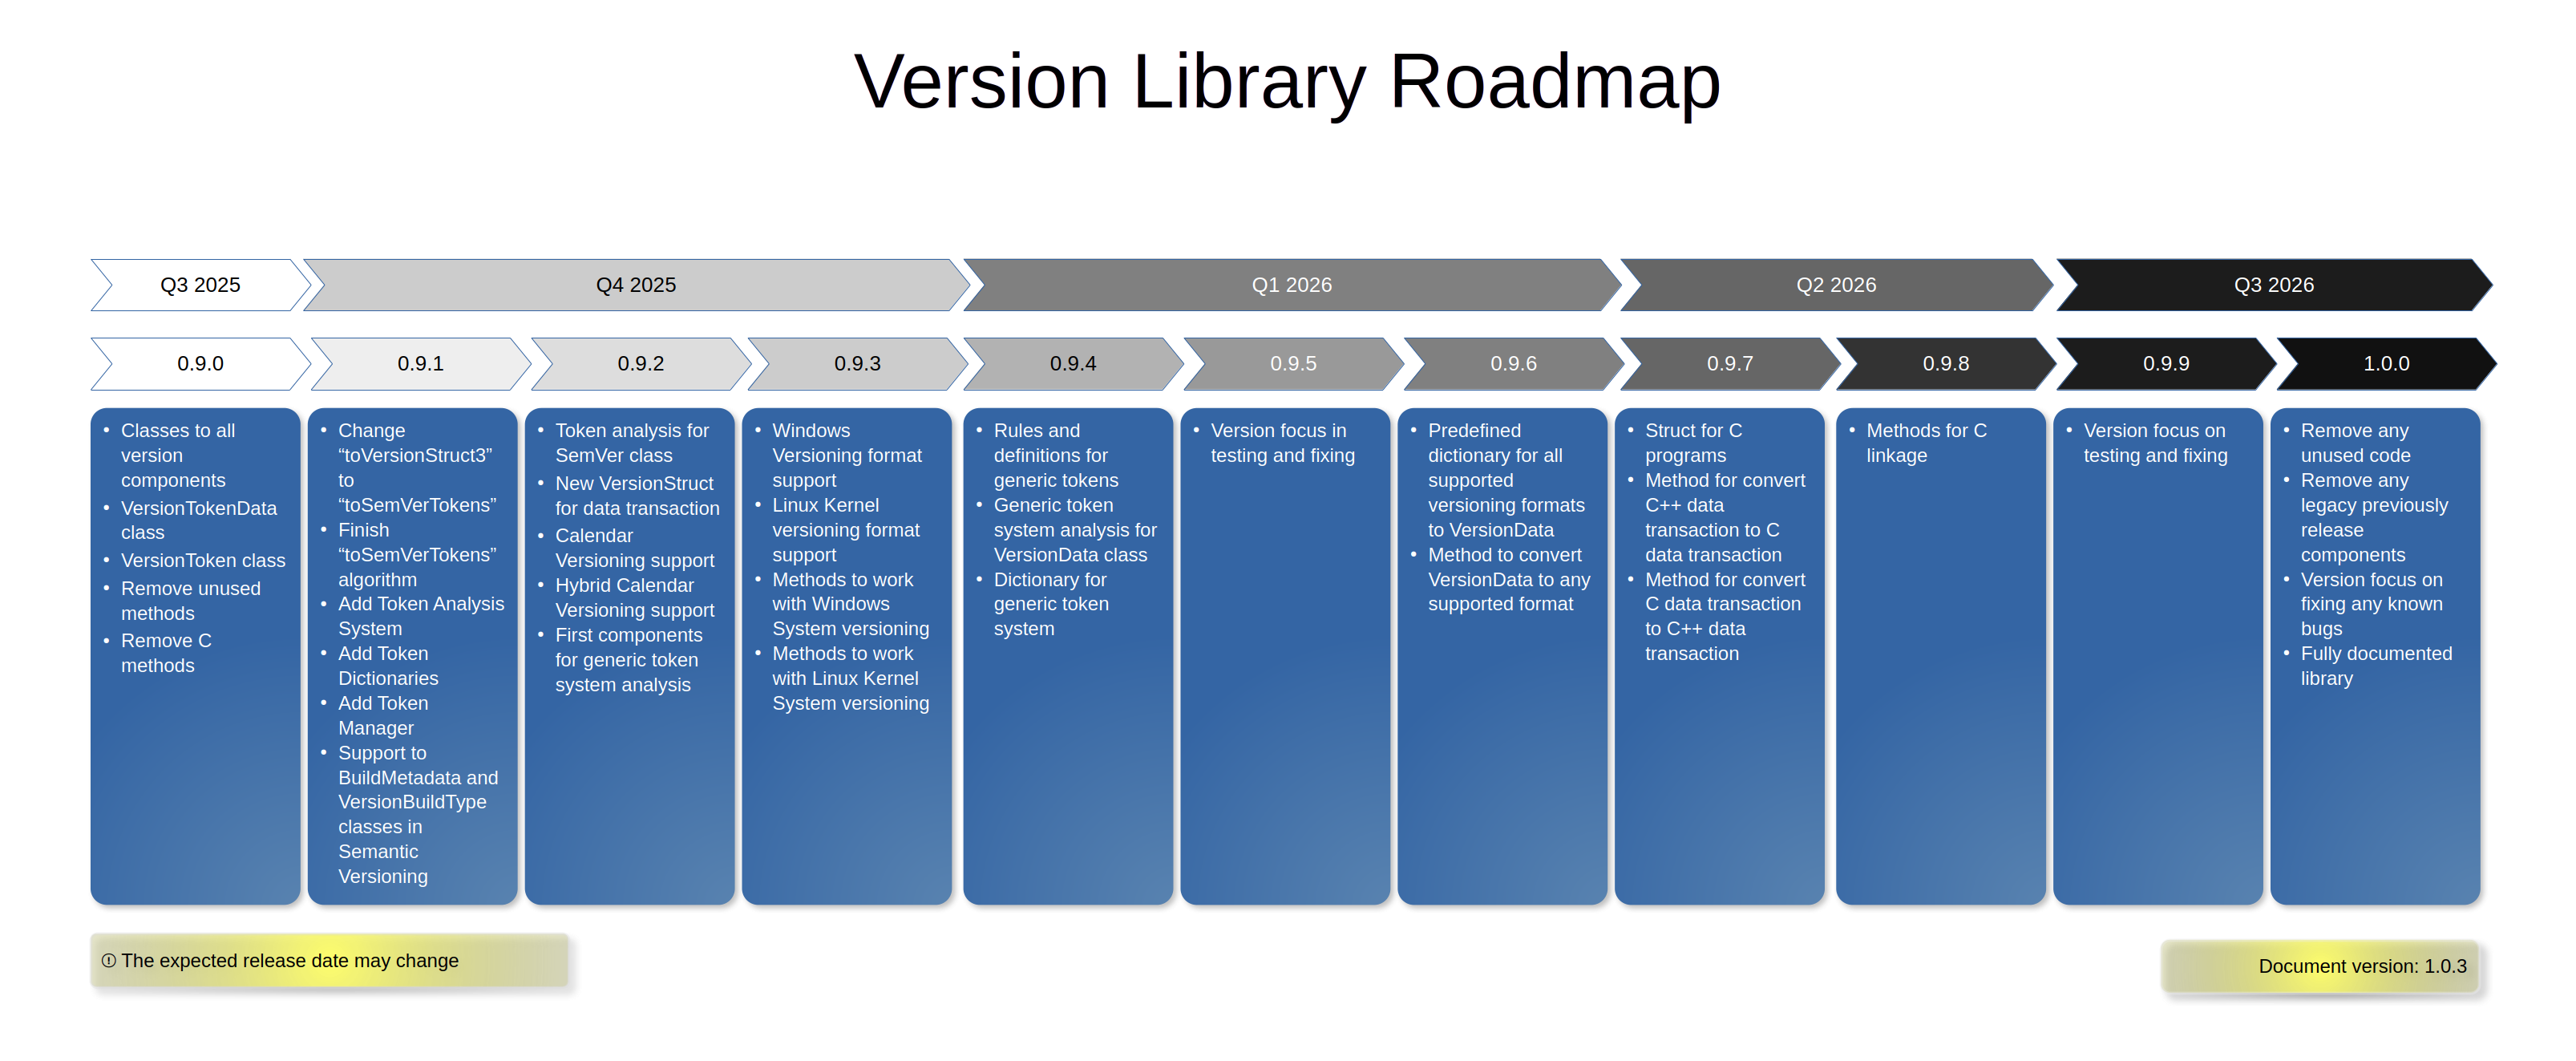 Version Library Roadmap
Q3 2025
Q4 2025
Q1 2026
Q2 2026
Q3 2026
0.9.0
0.9.1
0.9.2
0.9.3
0.9.4
0.9.5
0.9.6
0.9.7
0.9.8
0.9.9
1.0.0
• Classes to all
version
components
• VersionTokenData
class
• VersionToken class
• Remove unused
methods
• Remove C
methods
• Change
“toVersionStruct3”
to
“toSemVerTokens”
• Finish
“toSemVerTokens”
algorithm
• Add Token Analysis
System
• Add Token
Dictionaries
• Add Token
Manager
• Support to
BuildMetadata and
VersionBuildType
classes in
Semantic
Versioning
• Token analysis for
SemVer class
• New VersionStruct
for data transaction
• Calendar
Versioning support
• Hybrid Calendar
Versioning support
• First components
for generic token
system analysis
• Windows
Versioning format
support
• Linux Kernel
versioning format
support
• Methods to work
with Windows
System versioning
• Methods to work
with Linux Kernel
System versioning
• Rules and
definitions for
generic tokens
• Generic token
system analysis for
VersionData class
• Dictionary for
generic token
system
• Version focus in
testing and fixing
• Predefined
dictionary for all
supported
versioning formats
to VersionData
• Method to convert
VersionData to any
supported format
• Struct for C
programs
• Method for convert
C++ data
transaction to C
data transaction
• Method for convert
C data transaction
to C++ data
transaction
• Methods for C
linkage
• Version focus on
testing and fixing
• Remove any
unused code
• Remove any
legacy previously
release
components
• Version focus on
fixing any known
bugs
• Fully documented
library
The expected release date may change
Document version: 1.0.3